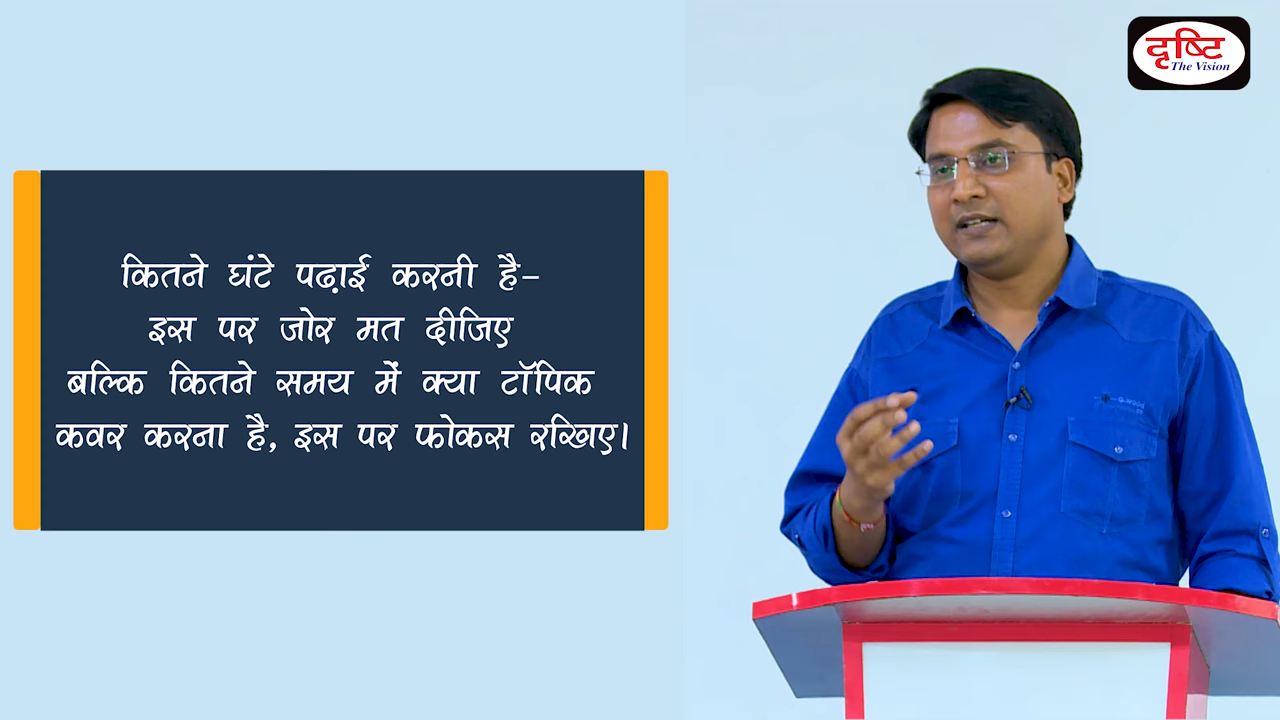 दृष्टि
The Vision
कितने घंटे पढ़ाई करनी है-
इस पर जोर मत दीजिए
बल्कि कितने समय में क्या टॉपिक
कवर करना है, इस पर फोकस रखिए।